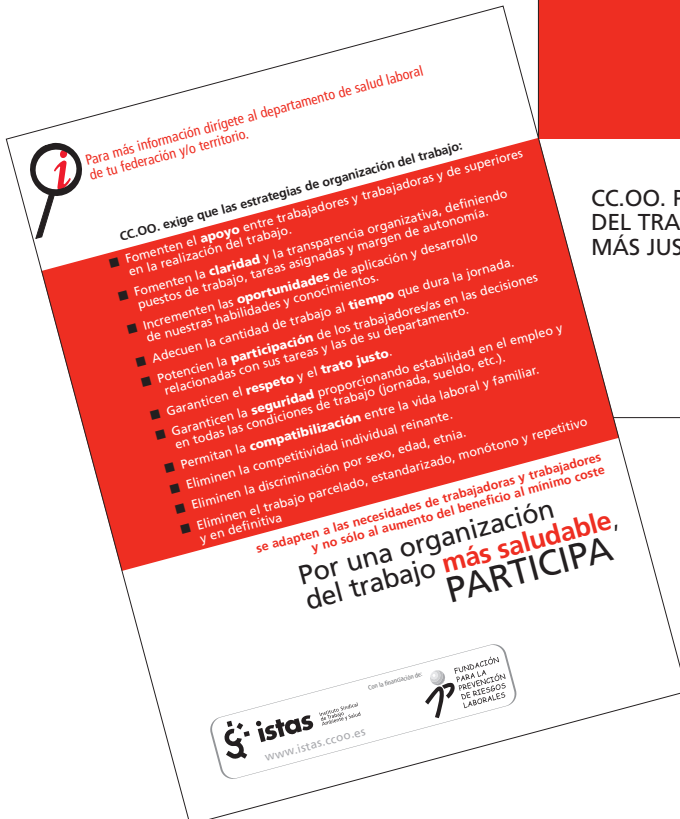 Para más información dirigete al departamento de salud laboral
de tu federación y/o territorio.
CC.OO. exige que las estrategias de organización del trabajo:
■ Fomenten el apoyo entre trabajadores y trabajadoras y de superiores
en la realización del trabajo.
■ Fomenten la claridad y la transparencia organizativa, definiendo
puestos de trabajo, tareas asignadas y margen de autonomía.
■ Incrementen las oportunidades de aplicación y desarrollo
de nuestras habilidades y conocimientos.
■ Adecuen la cantidad de trabajo al tiempo que dura la jornada.
■ Potencien la participación de los trabajadores/as en las decisiones
relacionadas con sus tareas y las de su departamento.
■ Garanticen el respeto y el trato justo.
■ Garanticen la seguridad proporcionando estabilidad en el empleo y
en todas las condiciones de trabajo (jornada, sueldo, etc.).
■ Permitan la compatibilización entre la vida laboral y familiar.
■ Eliminen la competitividad individual reinante.
■ Eliminen la discriminación por sexo, edad, etnia.
■ Eliminen el trabajo parcelado, estandarizado, monótono y repetitivo
y en definitiva
se adapten a las necesidades de trabajadoras y trabajadores
y no sólo al aumento del beneficio al mínimo coste
Por una organización
del trabajo más saludable,
PARTICIPA
istas
Instituto Sindical
de Trabajo
Ambiente y Salud
www.istas.ccoo.es
Con la financiación de:
FUNDACIÓN
PARA LA
PREVENCIÓN
DE RIESGOS
LABORALES
CC.OO.
DEL TRA
MÁS JUS